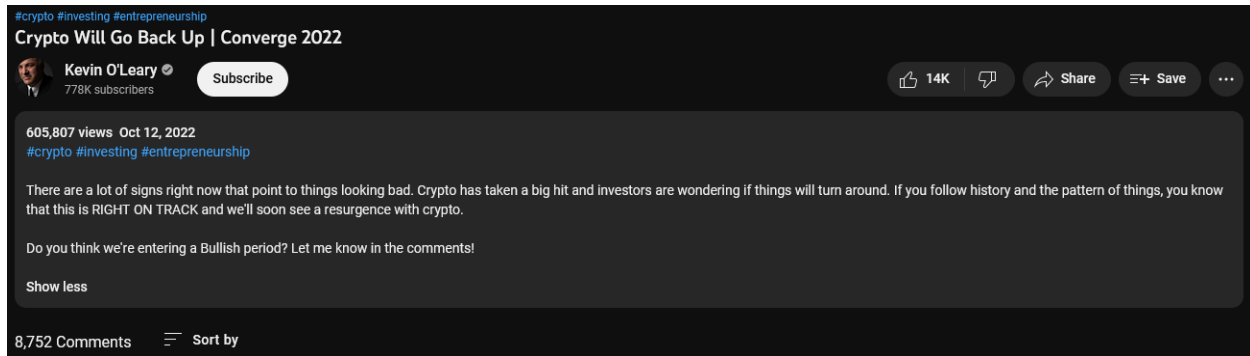 #crypto #investing #entrepreneurship
Crypto Will Go Back Up | Converge 2022
Kevin O'Leary
778K subscribers
Subscribe
14K
Share
Save
605,807 views Oct 12, 2022
#crypto #investing #entrepreneurship
There are a lot of signs right now that point to things looking bad. Crypto has taken a big hit and investors are wondering if things will turn around. If you follow history and the pattern of things, you know
that this is RIGHT ON TRACK and we'll soon see a resurgence with crypto.
Do you think we're entering a Bullish period? Let me know in the comments!
Show less
8,752 Comments
Sort by